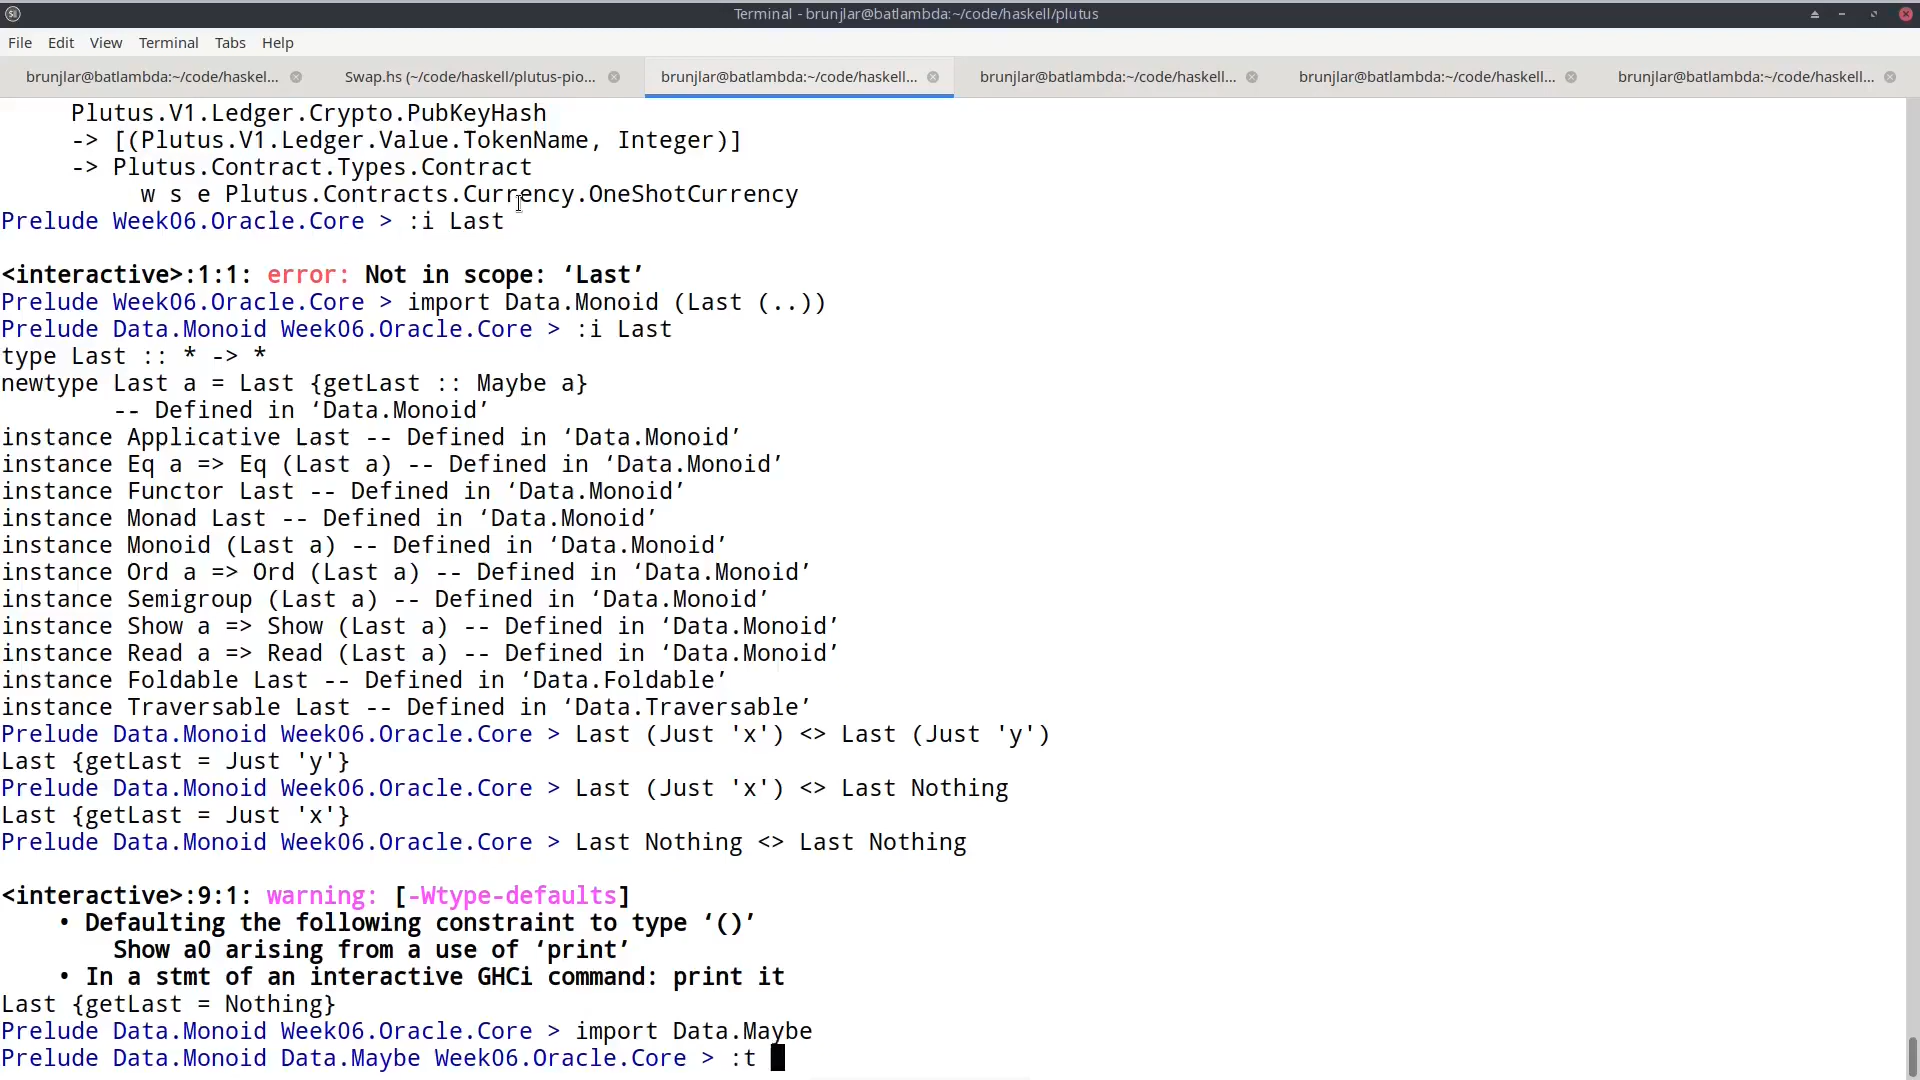 Terminal - brunjlar@batlambda:~/code/haskell/plutus
File Edit View Terminal Tabs Help
brunjlar@batlambda:~/code/haskel... Swap.hs (~/code/haskell/plutus-pio... brunjlar@batlambda:~/code/haskell... brunjlar@batlambda:~/code/haskell... brunjlar@batlambda:~/code/haskell... brunjlar@batlambda:~/code/haskell...
Plutus.V1.Ledger.Crypto.PubKeyHash
-> [(Plutus.V1.Ledger.Value.TokenName, Integer)]
-> Plutus.Contract.Types.Contract
w s e Plutus.Contracts.Currency.OneShotCurrency
Prelude Week06.Oracle.Core > :i Last
<interactive>:1:1: error: Not in scope: ‘Last’
Prelude Week06.Oracle.Core > import Data.Monoid (Last (..))
Prelude Data.Monoid Week06.Oracle.Core > :i Last
type Last :: * -> *
newtype Last a = Last {getLast :: Maybe a}
-- Defined in ‘Data.Monoid’
instance Applicative Last -- Defined in ‘Data.Monoid’
instance Eq a => Eq (Last a) -- Defined in ‘Data.Monoid’
instance Functor Last -- Defined in ‘Data.Monoid’
instance Monad Last -- Defined in ‘Data.Monoid’
instance Monoid (Last a) -- Defined in ‘Data.Monoid’
instance Ord a => Ord (Last a) -- Defined in ‘Data.Monoid’
instance Semigroup (Last a) -- Defined in ‘Data.Monoid’
instance Show a => Show (Last a) -- Defined in ‘Data.Monoid’
instance Read a => Read (Last a) -- Defined in ‘Data.Monoid’
instance Foldable Last -- Defined in ‘Data.Foldable’
instance Traversable Last -- Defined in ‘Data.Traversable’
Prelude Data.Monoid Week06.Oracle.Core > Last (Just 'x') <> Last (Just 'y')
Last {getLast = Just 'y'}
Prelude Data.Monoid Week06.Oracle.Core > Last (Just 'x') <> Last Nothing
Last {getLast = Just 'x'}
Prelude Data.Monoid Week06.Oracle.Core > Last Nothing <> Last Nothing
<interactive>:9:1: warning: [-Wtype-defaults]
• Defaulting the following constraint to type ‘()’
Show a0 arising from a use of ‘print’
• In a stmt of an interactive GHCi command: print it
Last {getLast = Nothing}
Prelude Data.Monoid Week06.Oracle.Core > import Data.Maybe
Prelude Data.Monoid Data.Maybe Week06.Oracle.Core > :t